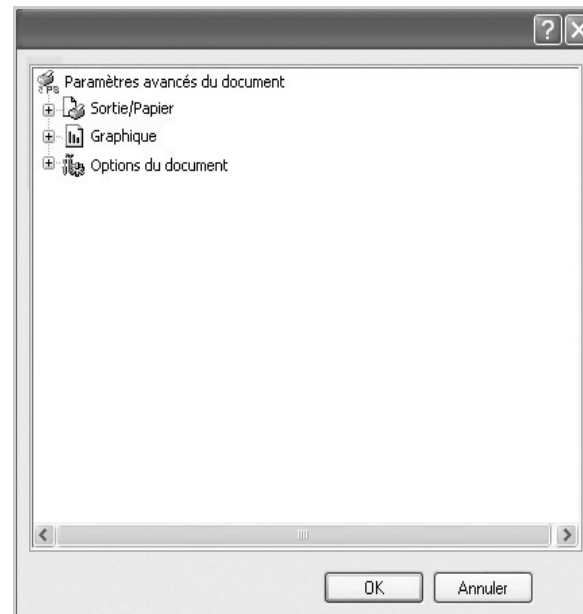 Paramètres avancés du document
Sortie/Papier
Graphique
Options du document
OK
Annuler